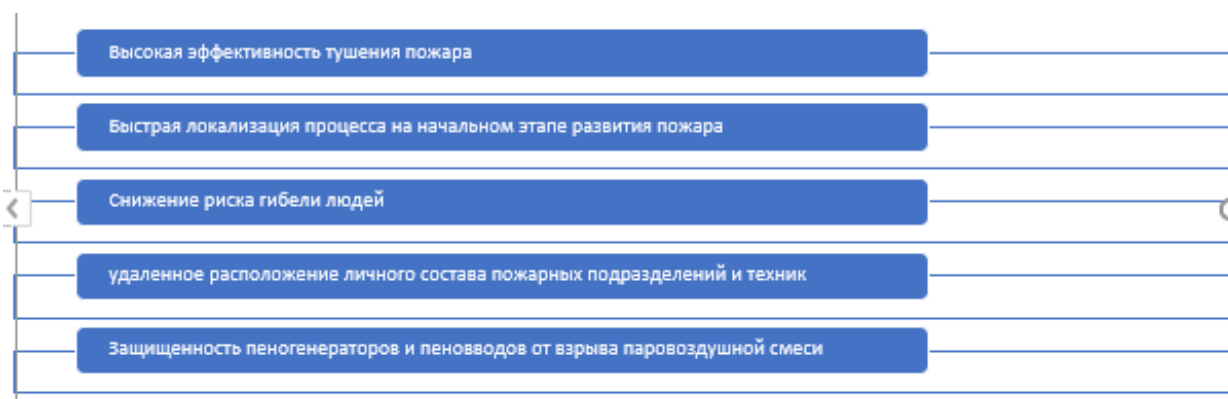 Высокая эффективность тушения пожара
Быстрая локализация процесса на начальном этапе развития пожара
Снижение риска гибели людей
удаленное расположение личного состава пожарных подразделений и техник
Защищенность пеногенераторов и пеновводов от взрыва паровоздушной смеси